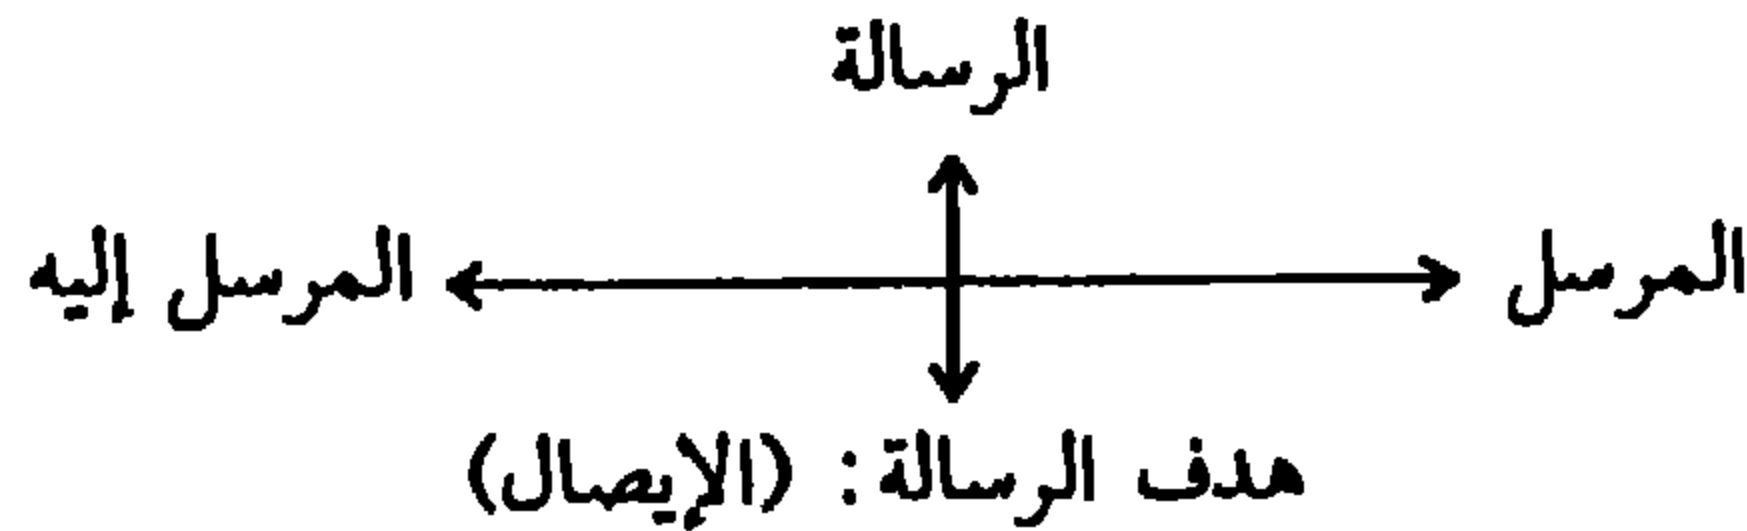 الرسالة
المرسل
المرسل إليه
هدف الرسالة: (الإيصال)